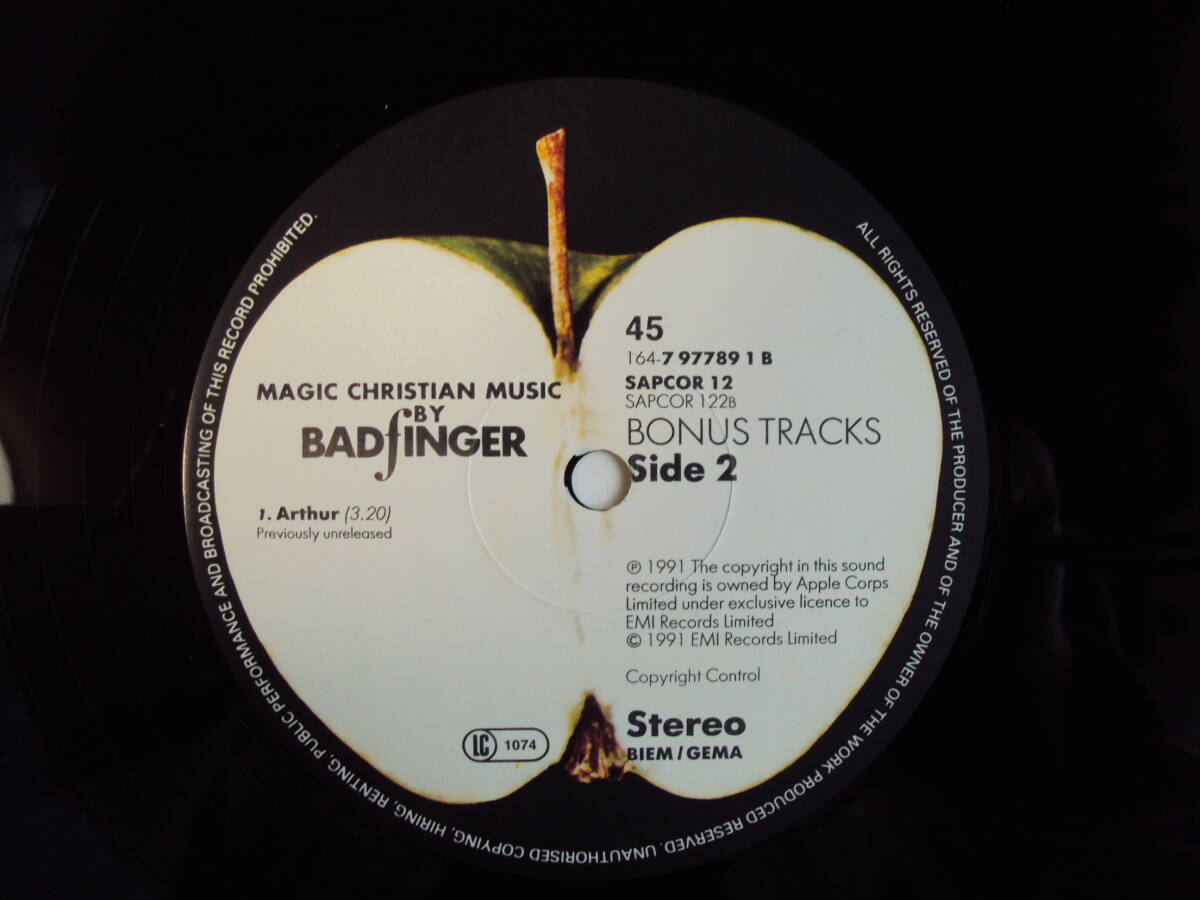 MAGIC CHRISTIAN MUSIC
BY
BADfINGER
1. Arthur (3.20)
Previously unreleased
45
164-7 97789 1 B
SAPCOR 12
SAPCOR 122B
BONUS TRACKS
Side 2
℗ 1991 The copyright in this sound
recording is owned by Apple Corps
Limited under exclusive licence to
EMI Records Limited
© 1991 EMI Records Limited
Copyright Control
Stereo
BIEM / GEMA
LC 1074
ALL RIGHTS RESERVED OF THE PRODUCER AND OF THE OWNER OF THE WORK PRODUCED RESERVED. UNAUTHORISED COPYING, HIRING, RENTING, PUBLIC PERFORMANCE AND BROADCASTING OF THIS RECORD PROHIBITED.